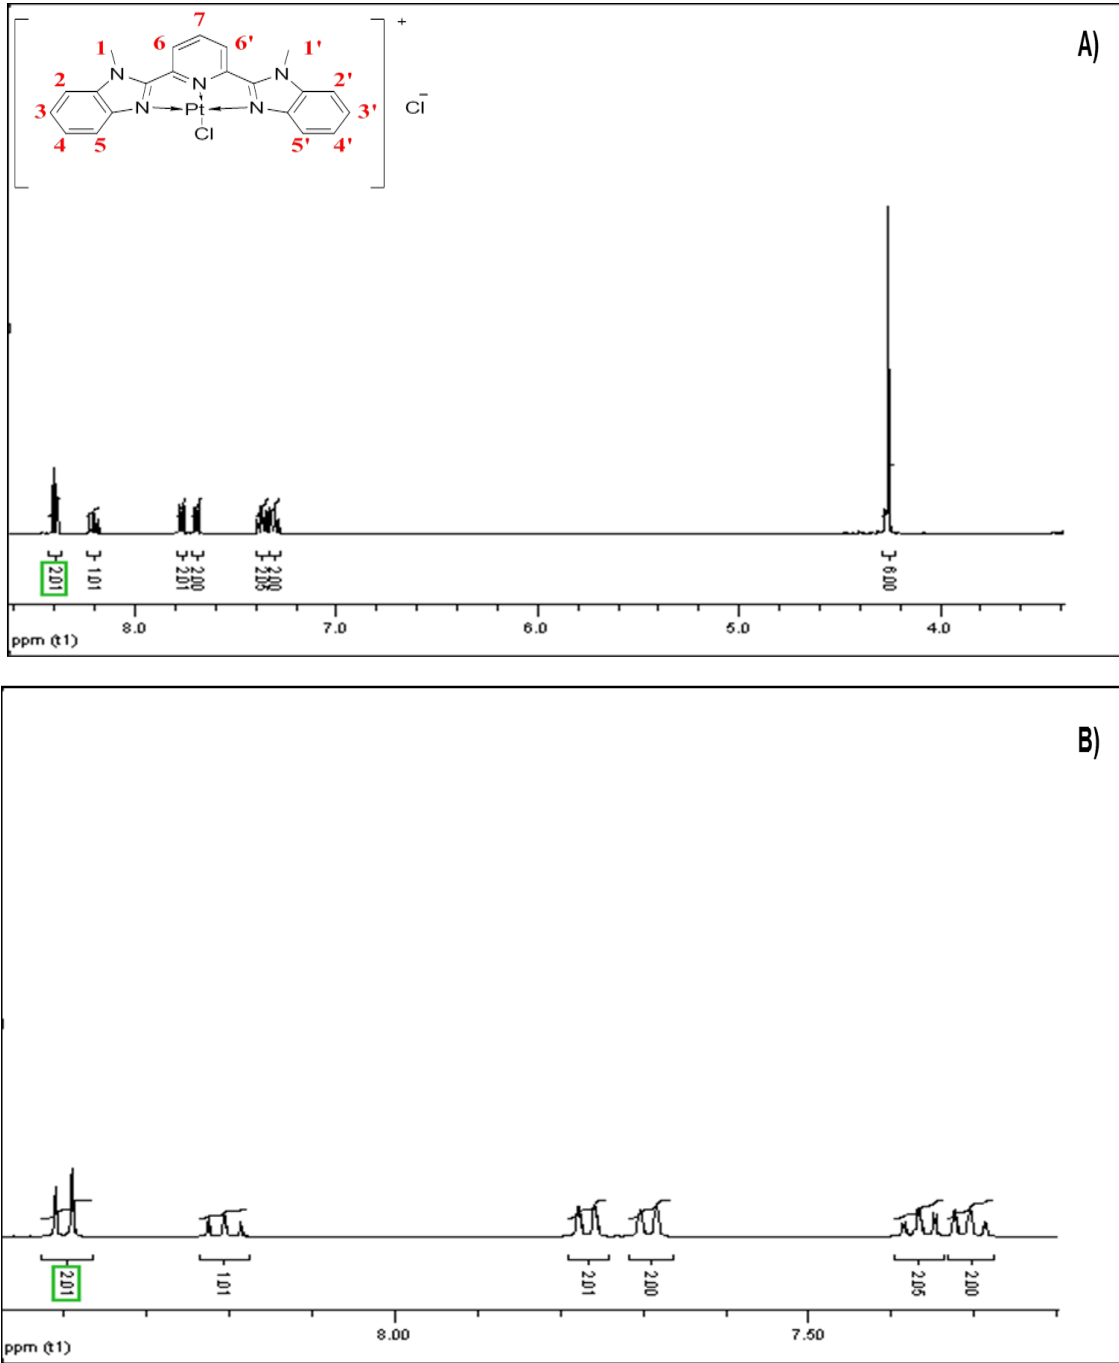 A)
7
1 6 6' 1'
N N N
2 2'
3 N Pt N 3'
4 5 Cl 5' 4'
+
Cl −
2.01 1.01 2.01 2.00 2.05 2.00 6.00
8.0 7.0 6.0 5.0 4.0
ppm (t1)
B)
2.01 1.01 2.01 2.00 2.05 2.00
8.00 7.50
ppm (t1)